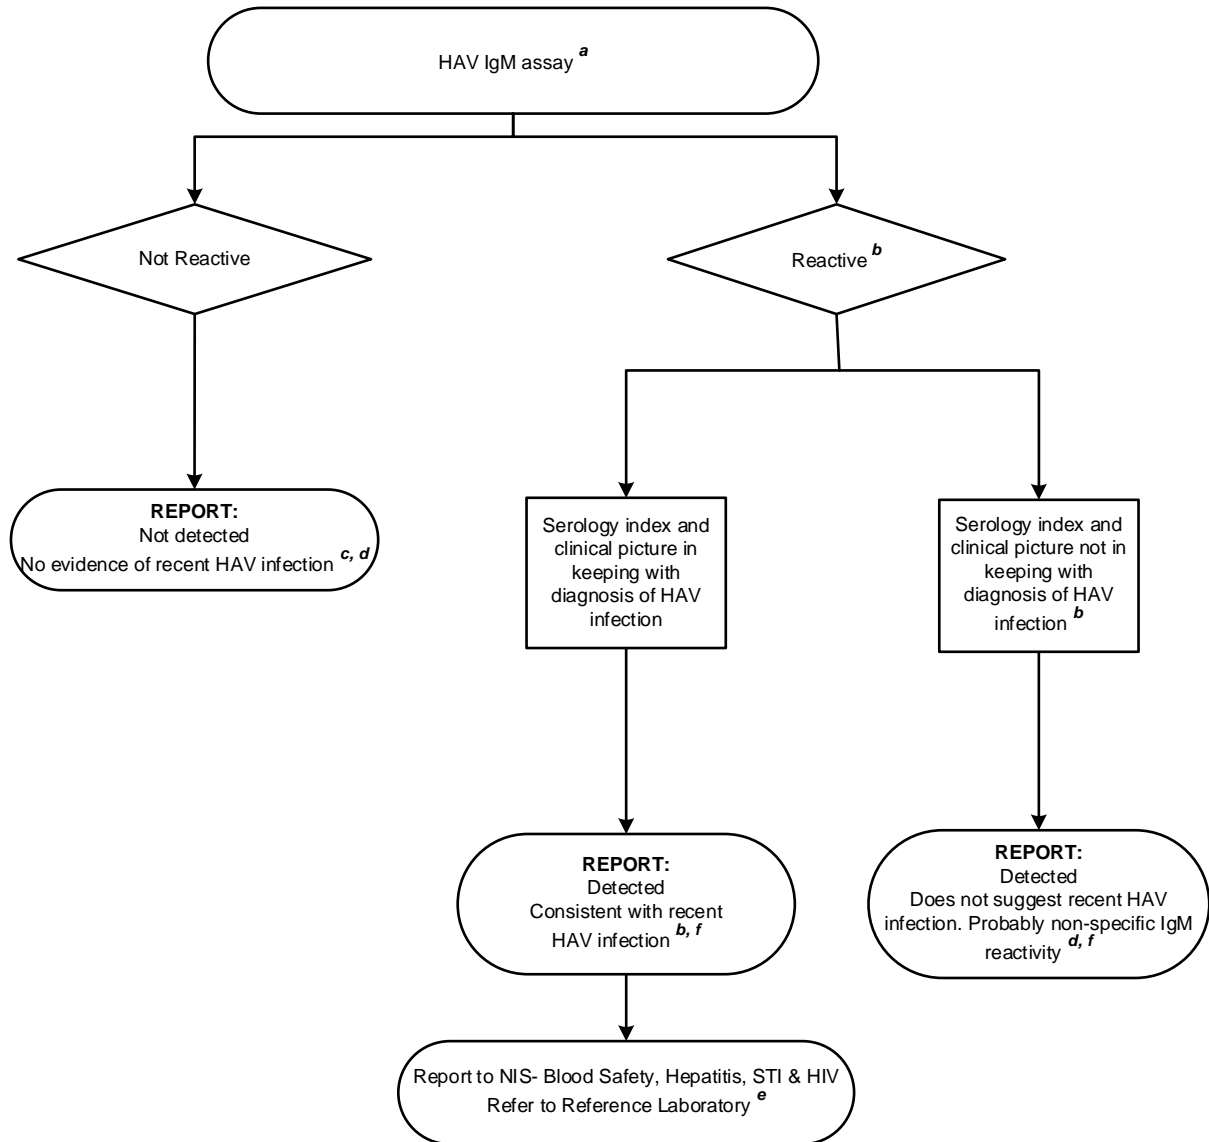 HAV IgM assay a
Not Reactive
Reactive b
REPORT:
Not detected
No evidence of recent HAV infection c, d
Serology index and
clinical picture in
keeping with
diagnosis of HAV
infection
Serology index and
clinical picture not in
keeping with
diagnosis of HAV
infection b
REPORT:
Detected
Consistent with recent
HAV infection b, f
REPORT:
Detected
Does not suggest recent HAV
infection. Probably non-specific IgM
reactivity d, f
Report to NIS- Blood Safety, Hepatitis, STI & HIV
Refer to Reference Laboratory e